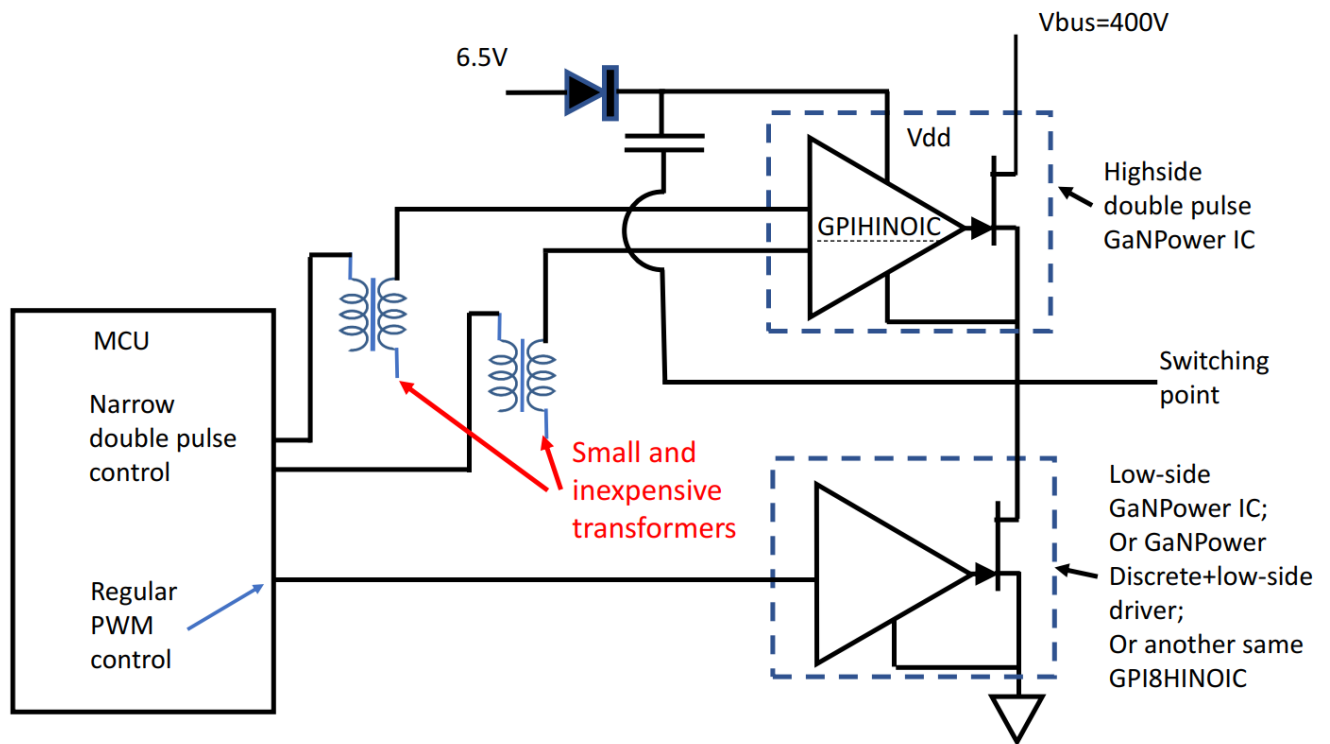 Vbus=400V
6.5V
Vdd
GPIHINOIC
Highside
double pulse
GaNPower IC
MCU
Narrow
double pulse
control
Switching
point
Small and
inexpensive
transformers
Low-side
GaNPower IC;
Or GaNPower
Discrete+low-side
driver;
Or another same
GPI8HINOIC
Regular
PWM
control